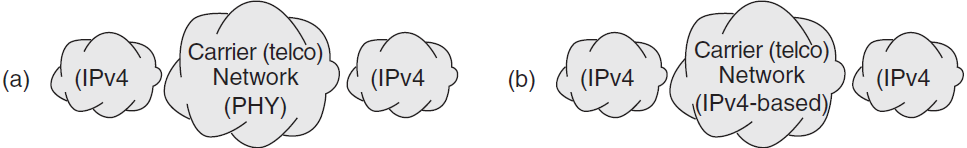 (a)
(IPv4
Carrier (telco)
Network
(PHY)
(IPv4
(b)
(IPv4
Carrier (telco)
Network
(IPv4-based)
(IPv4